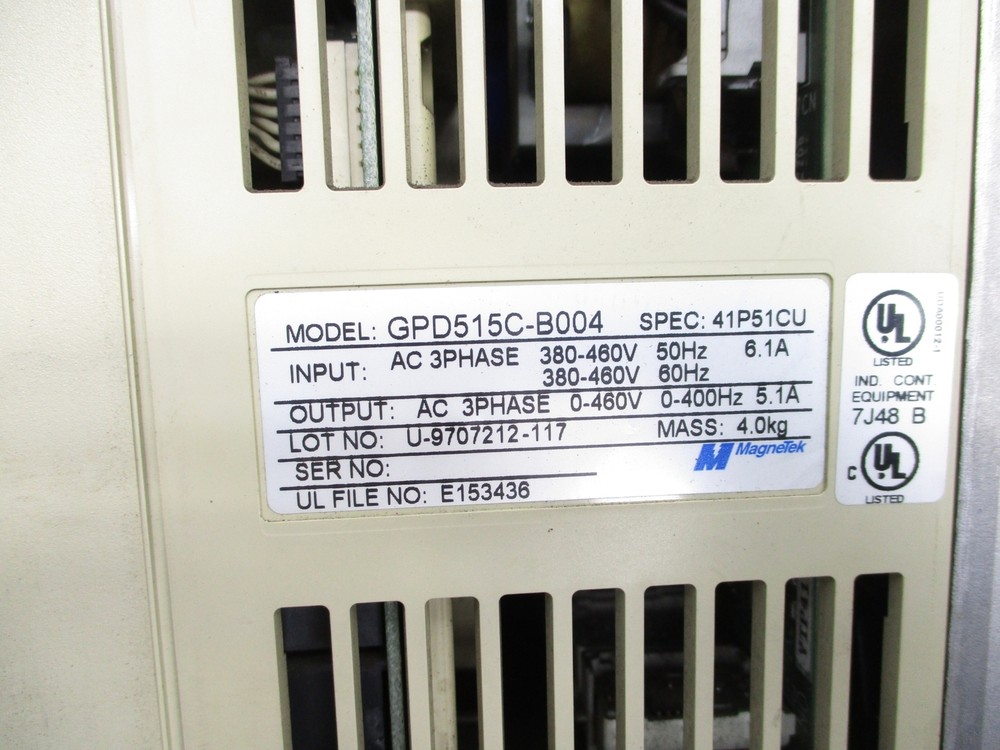 MODEL: GPD515C-B004 SPEC: 41P51CU
INPUT: AC 3PHASE 380-460V 50Hz 6.1A
380-460V 60Hz
OUTPUT: AC 3PHASE 0-460V 0-400Hz 5.1A
LOT NO: U-9707212-117 MASS: 4.0kg
MagneTek
SER NO:
UL FILE NO: E153436
UL
LISTED
IND. CONT.
EQUIPMENT
7J48 B
C UL
LISTED